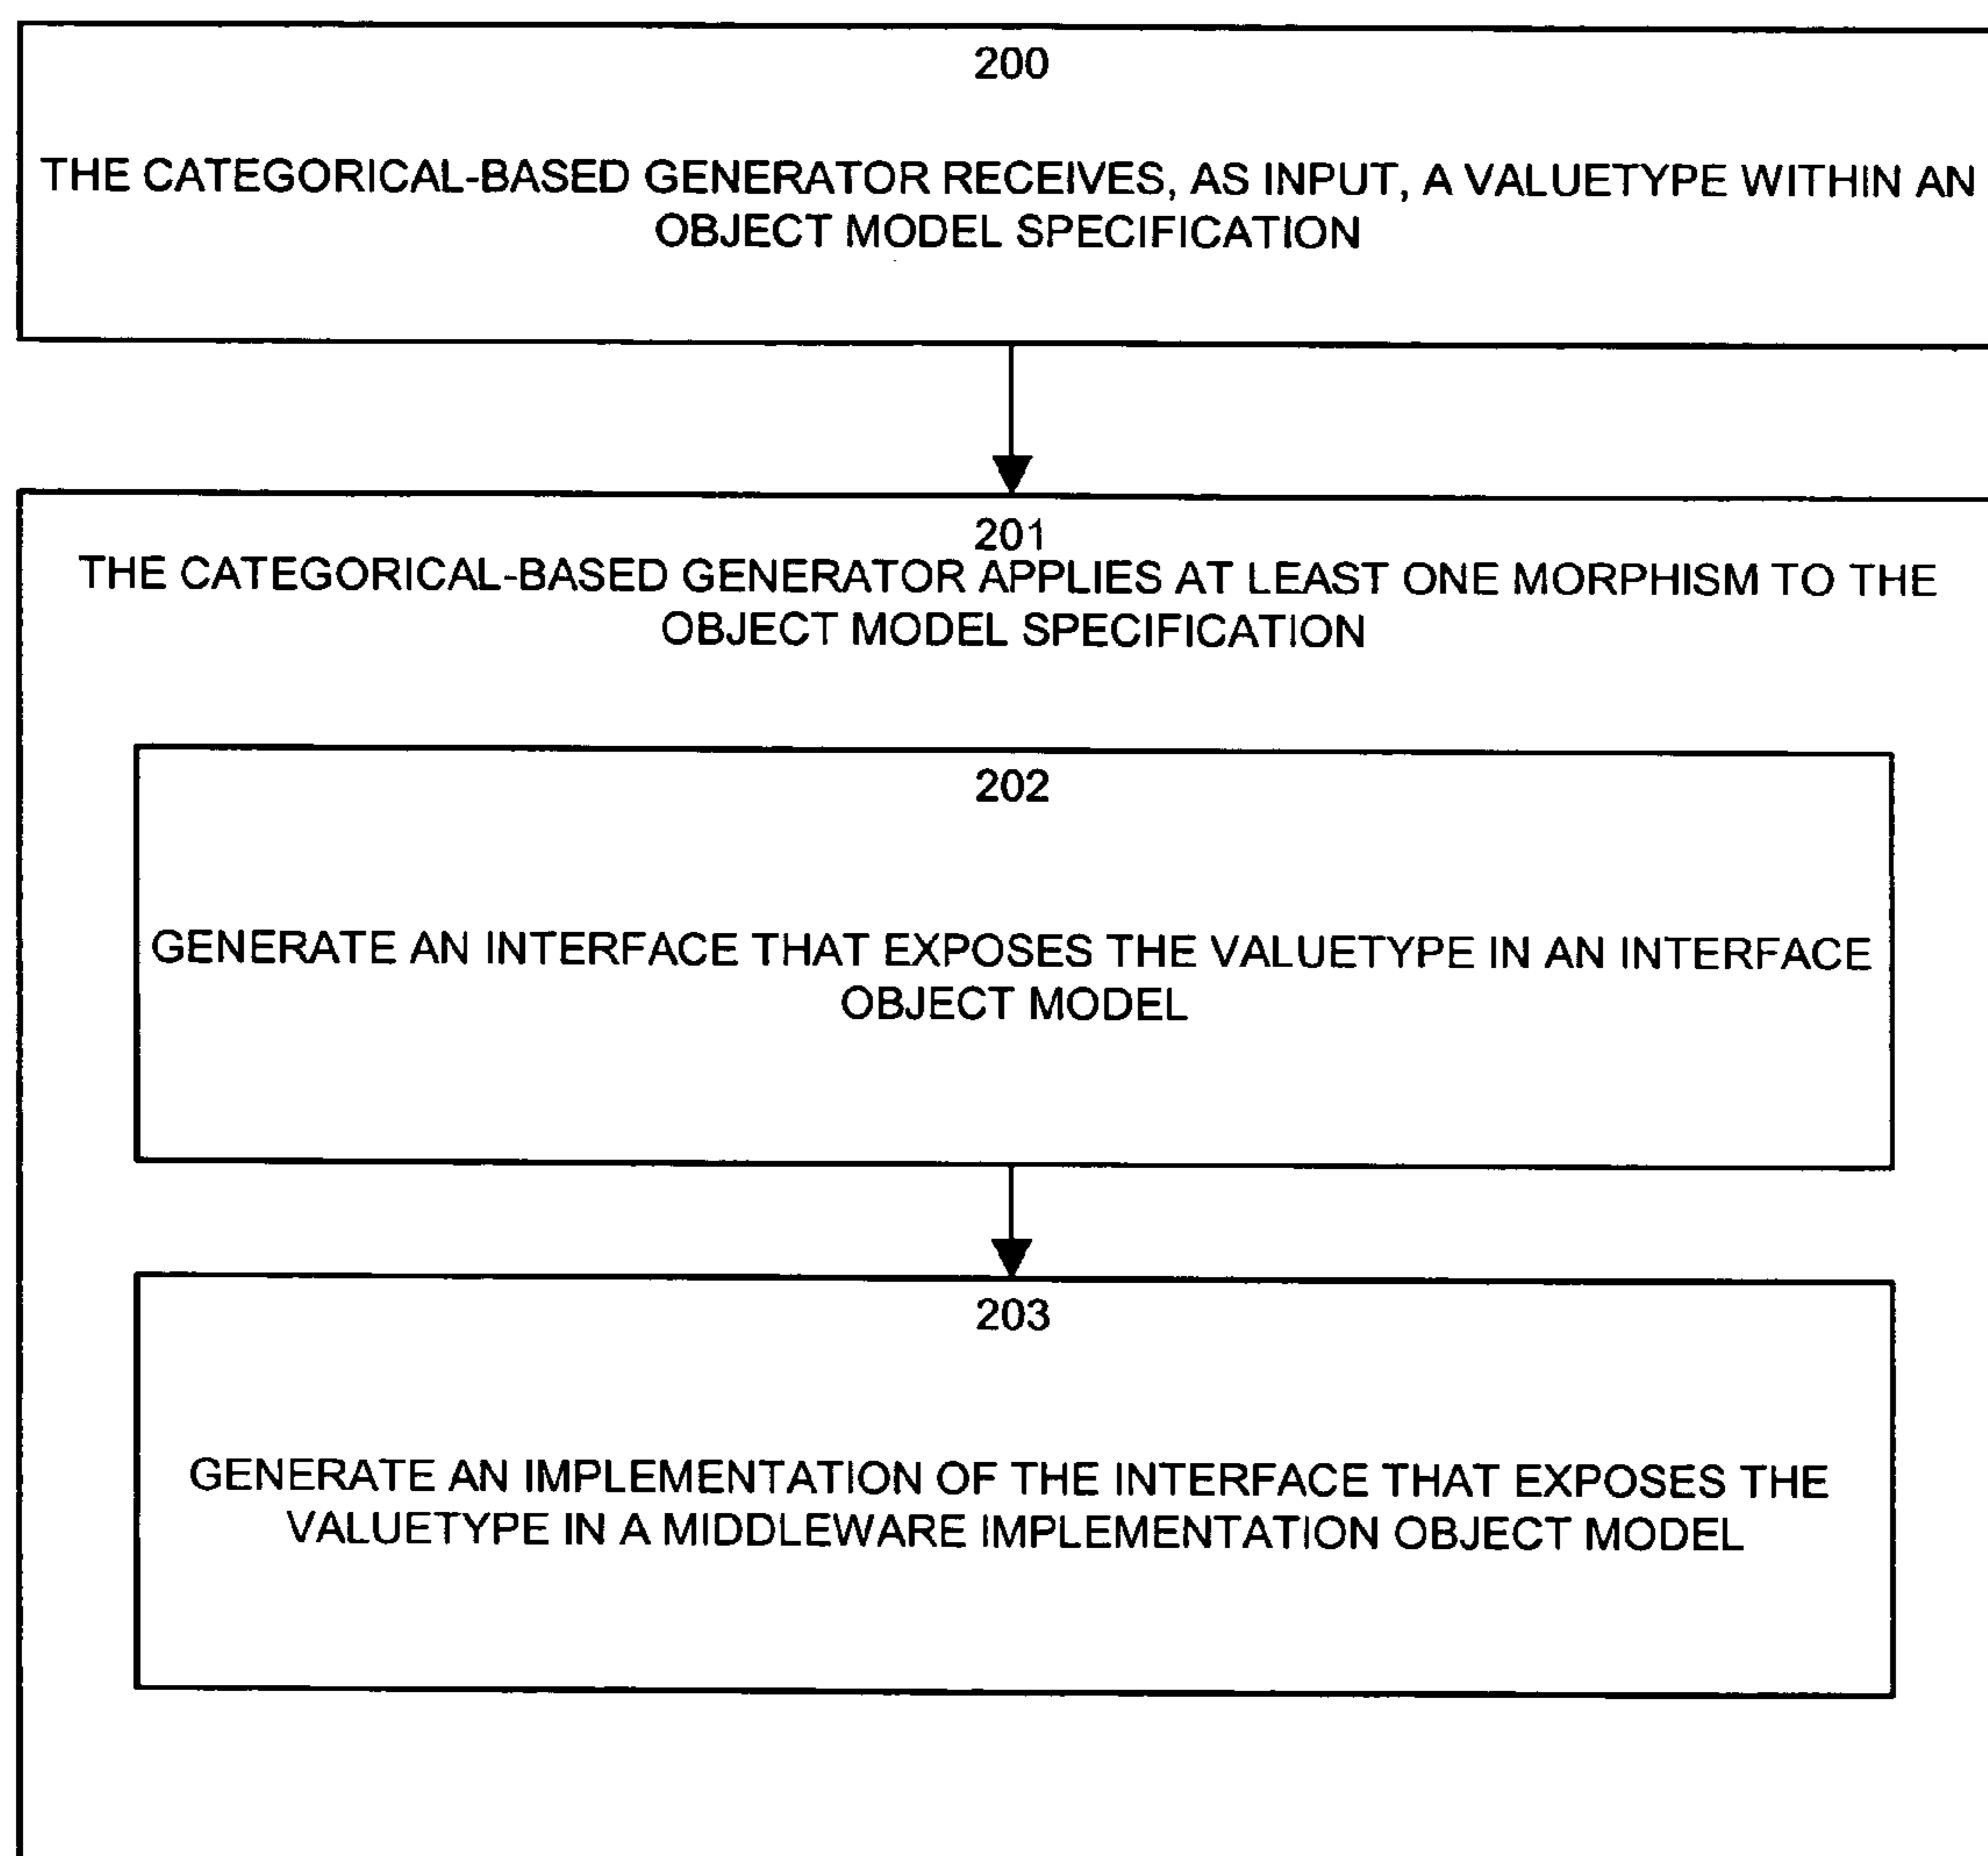 200
THE CATEGORICAL-BASED GENERATOR RECEIVES, AS INPUT, A VALUETYPE WITHIN AN
OBJECT MODEL SPECIFICATION
201
THE CATEGORICAL-BASED GENERATOR APPLIES AT LEAST ONE MORPHISM TO THE
OBJECT MODEL SPECIFICATION
202
GENERATE AN INTERFACE THAT EXPOSES THE VALUETYPE IN AN INTERFACE
OBJECT MODEL
203
GENERATE AN IMPLEMENTATION OF THE INTERFACE THAT EXPOSES THE
VALUETYPE IN A MIDDLEWARE IMPLEMENTATION OBJECT MODEL